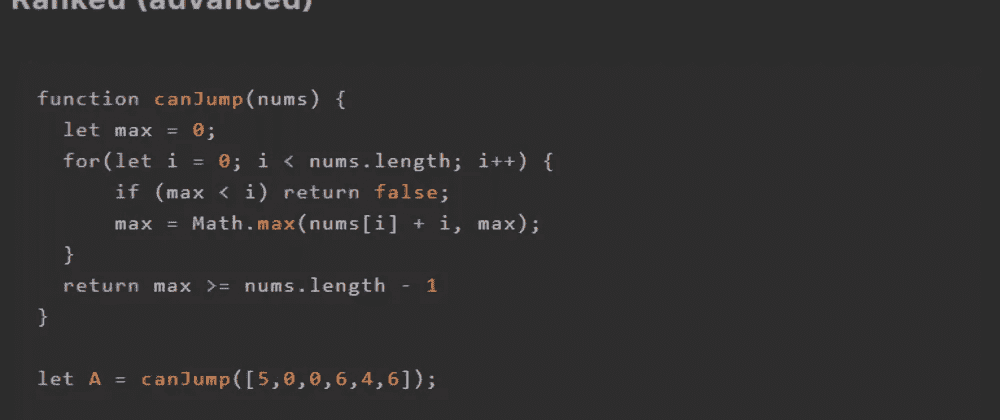 Ranked (advanced)
function canJump(nums) {
  let max = 0;
  for(let i = 0; i < nums.length; i++) {
      if (max < i) return false;
      max = Math.max(nums[i] + i, max);
  }
  return max >= nums.length - 1
}
let A = canJump([5,0,0,6,4,6]);